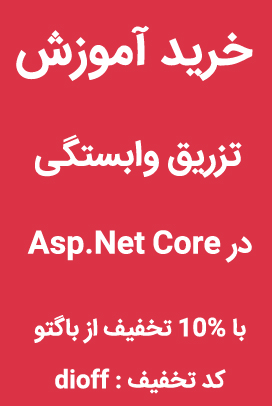 خرید آموزش
تزریق وابستگی
در Asp.Net Core
با 10% تخفیف از باگتو
کد تخفیف : dioff